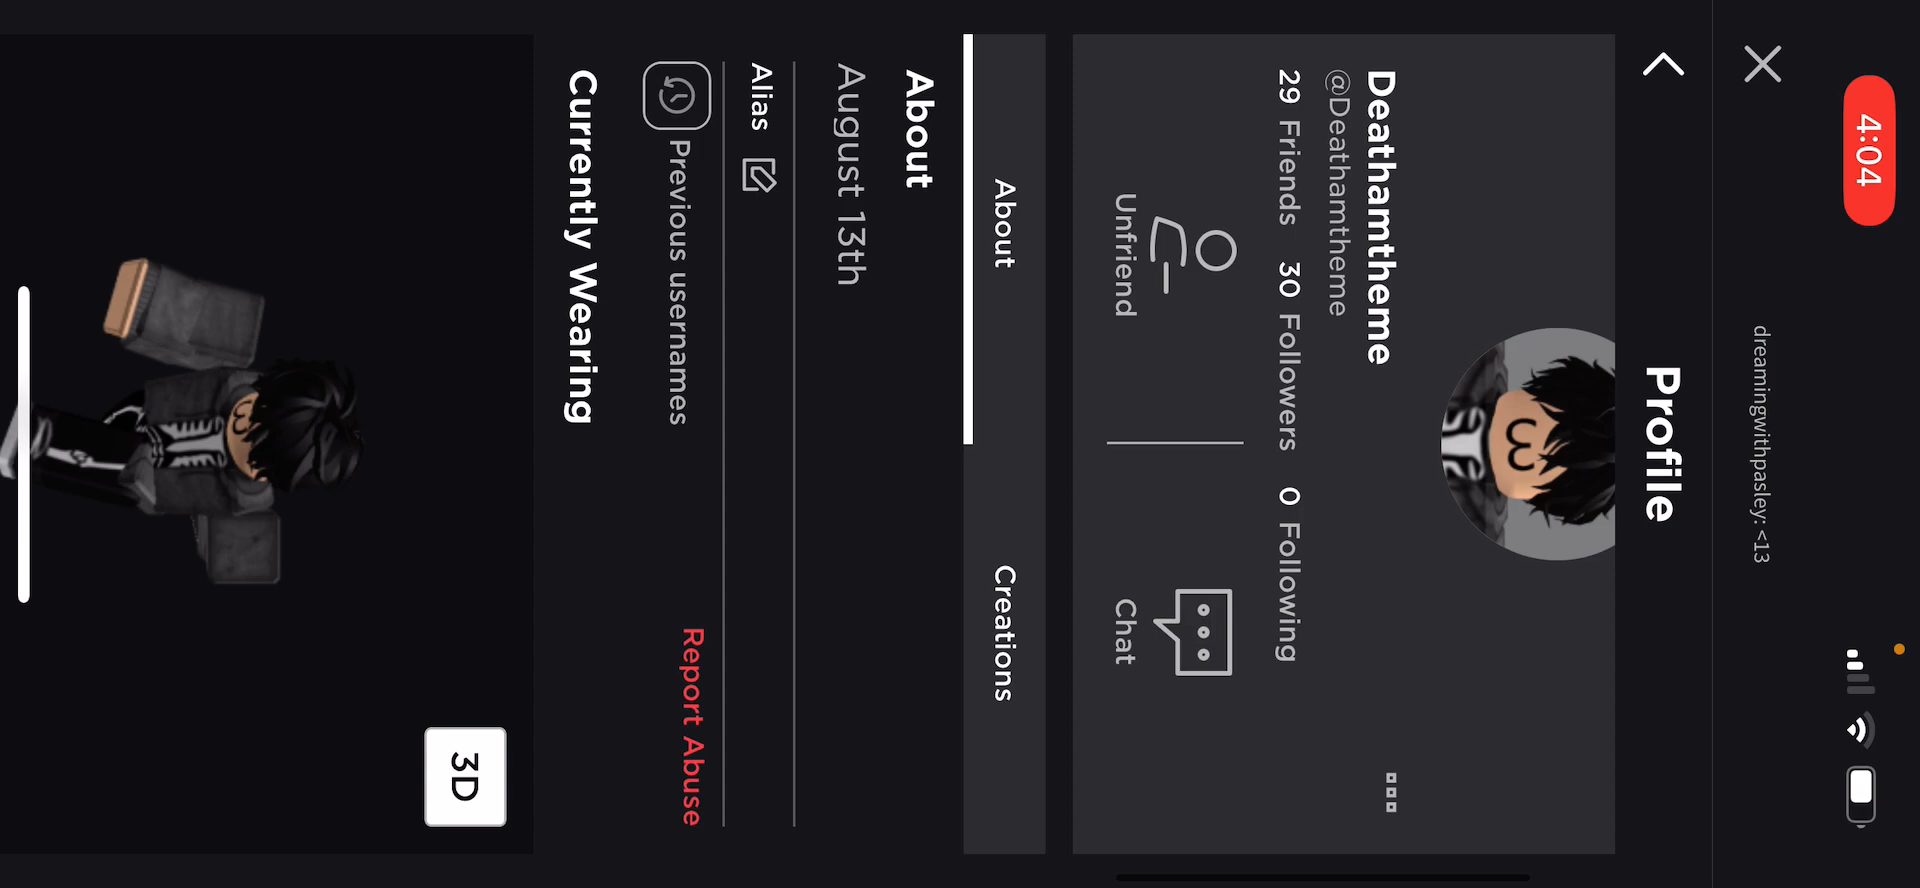 4:04
dreamingwithpasley: <13
Profile
Deathamtheme
@Deathamtheme
29 Friends 30 Followers 0 Following
Unfriend Chat
About Creations
About
August 13th
Alias
Previous usernames
Report Abuse
Currently Wearing
3D